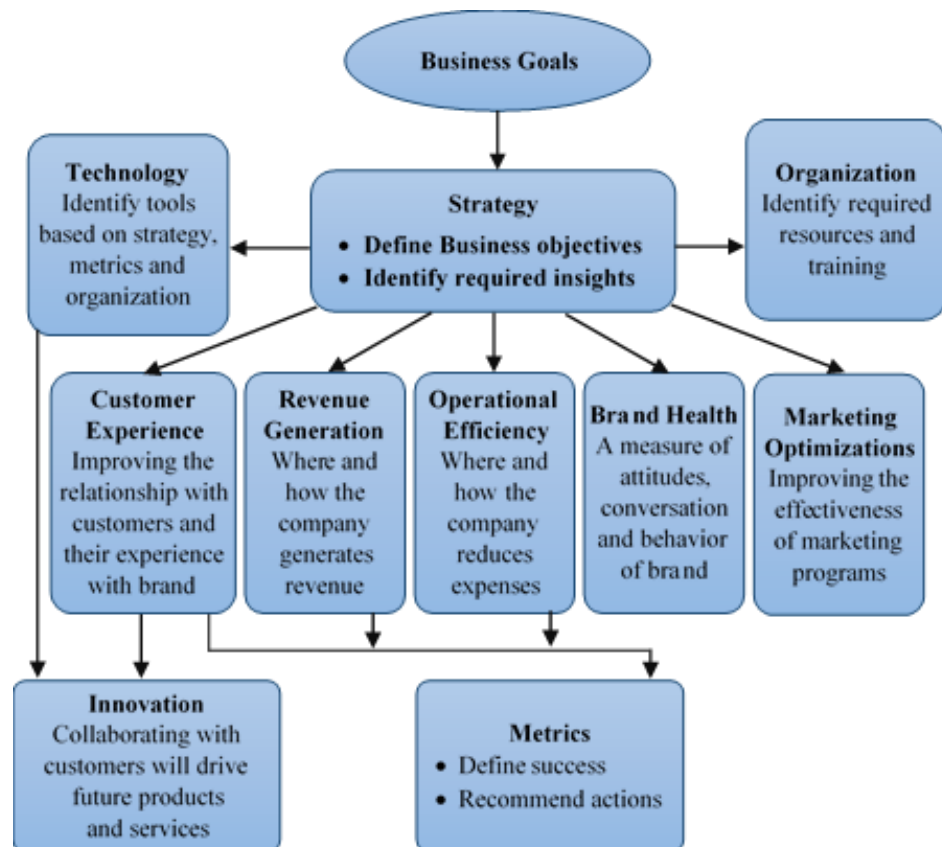 Business Goals
Technology
Identify tools
based on strategy,
metrics and
organization
Strategy
• Define Business objectives
• Identify required insights
Organization
Identify required
resources and
training
Customer
Experience
Improving the
relationship with
customers and
their experience
with brand
Revenue
Generation
Where and
how the
company
generates
revenue
Operational
Efficiency
Where and
how the
company
reduces
expenses
Brand Health
A measure of
attitudes,
conversation
and behavior
of brand
Marketing
Optimizations
Improving the
effectiveness
of marketing
programs
Innovation
Collaborating with
customers will drive
future products
and services
Metrics
• Define success
• Recommend actions